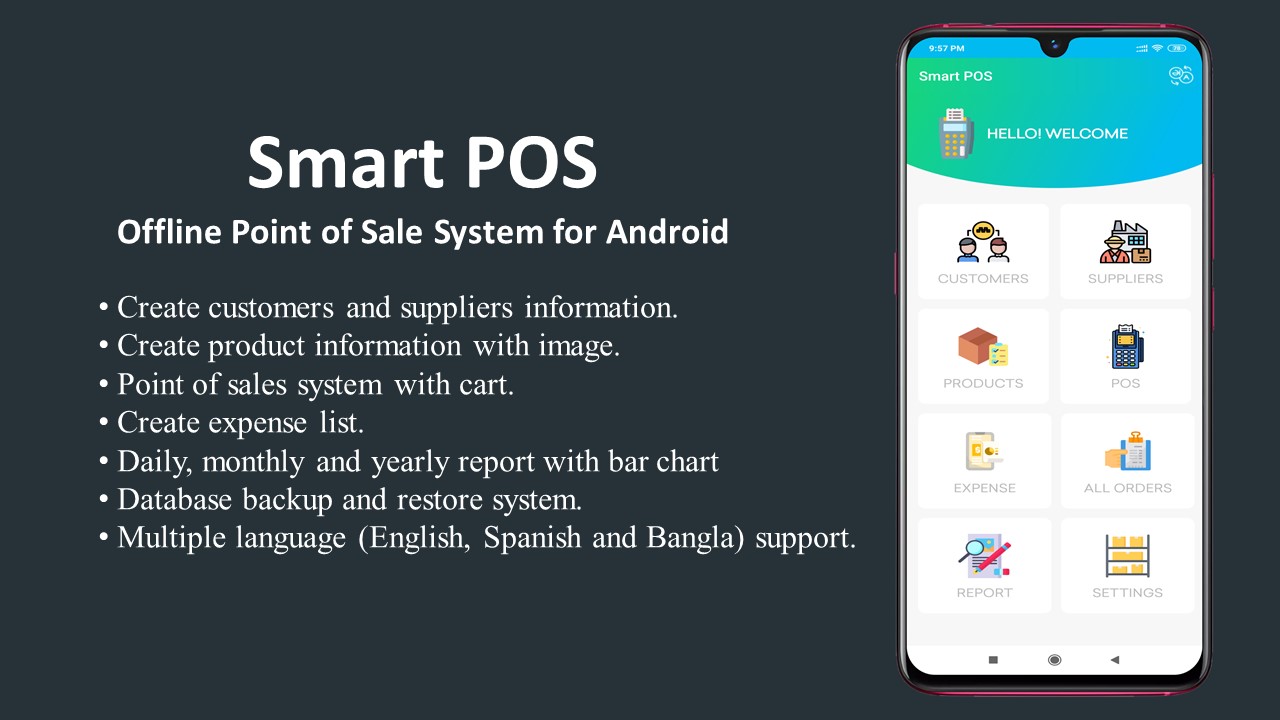 Smart POS
Offline Point of Sale System for Android
• Create customers and suppliers information.
• Create product information with image.
• Point of sales system with cart.
• Create expense list.
• Daily, monthly and yearly report with bar chart
• Database backup and restore system.
• Multiple language (English, Spanish and Bangla) support.
9:57 PM
Smart POS
HELLO! WELCOME
CUSTOMERS
SUPPLIERS
PRODUCTS
POS
EXPENSE
ALL ORDERS
REPORT
SETTINGS